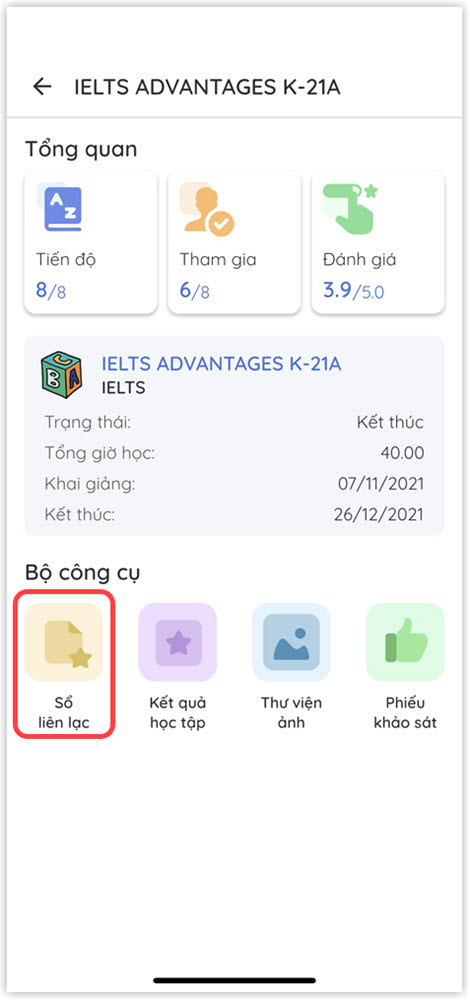 IELTS ADVANTAGES K-21A
Tổng quan
A Z
Tiến độ
8/8
Tham gia
6/8
Đánh giá
3.9/5.0
C B A
IELTS ADVANTAGES K-21A
IELTS
Trạng thái: Kết thúc
Tổng giờ học: 40.00
Khai giảng: 07/11/2021
Kết thúc: 26/12/2021
Bộ công cụ
Sổ
liên lạc
Kết quả
học tập
Thư viện
ảnh
Phiếu
khảo sát